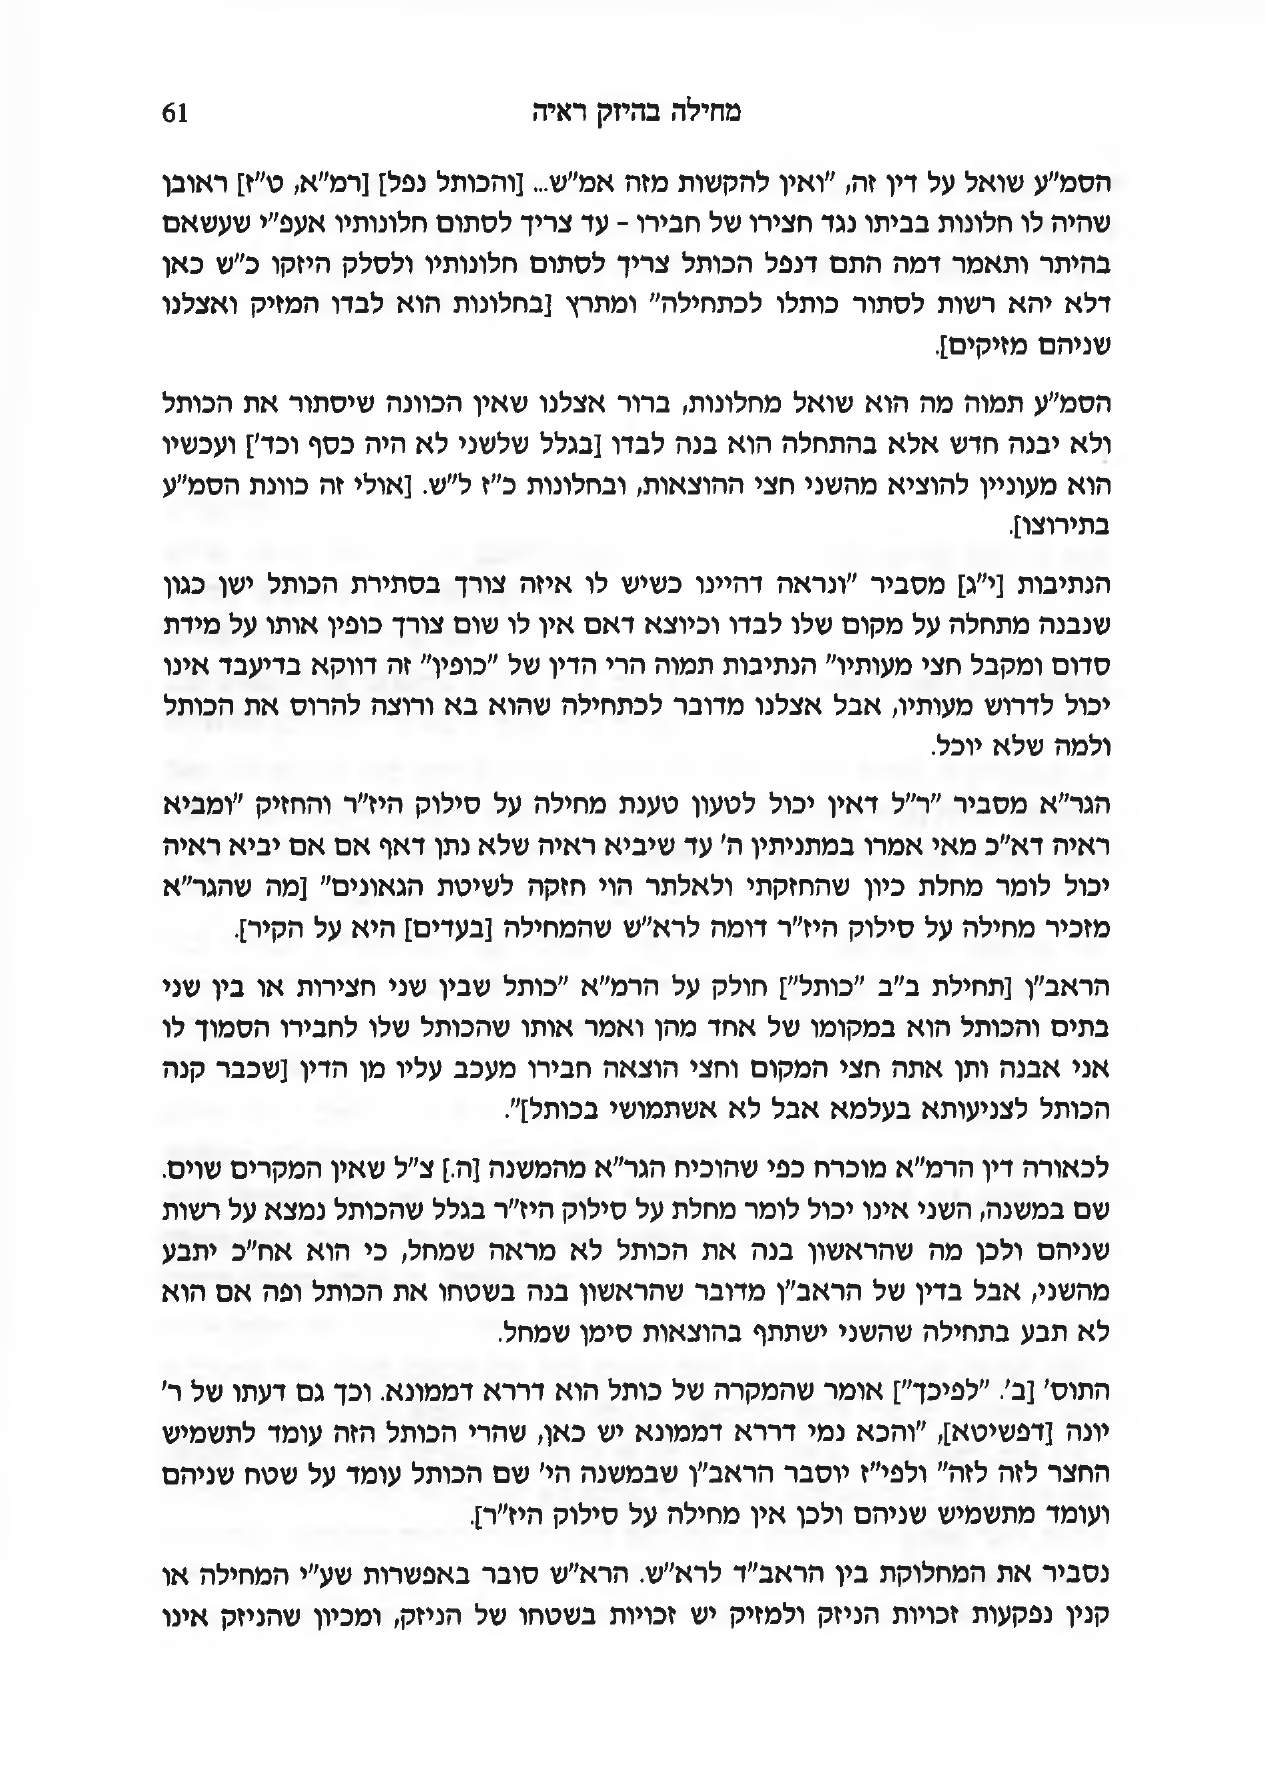 מחילה בהיזק ראיה 61
הסמ"ע שואל על דין זה, "ואין להקשות מזה אמ"ש... [והכותל נפל] [רמ"א, ט"ז] ראובן
שהיה לו חלונות בביתו נגד חצירו של חבירו – עד צריך לסתום חלונותיו אעפ"י שעשאם
בהיתר ותאמר דמה התם דנפל הכותל צריך לסתום חלונותיו ולסלק היזקו כ"ש כאן
דלא יהא רשות לסתור כותלו לכתחילה" ומתרץ [בחלונות הוא לבדו המזיק ואצלנו
שניהם מזיקים].
הסמ"ע תמוה מה הוא שואל מחלונות, ברור אצלנו שאין הכוונה שיסתור את הכותל
ולא יבנה חדש אלא בהתחלה הוא בנה לבדו [בגלל שלשני לא היה כסף וכד'] ועכשיו
הוא מעוניין להוציא מהשני חצי ההוצאות, ובחלונות כ"ז ל"ש. [אולי זה כוונת הסמ"ע
בתירוצו].
הנתיבות [י"ג] מסביר "ונראה דהיינו כשיש לו איזה צורך בסתירת הכותל ישן כגון
שנבנה מתחלה על מקום שלו לבדו וכיוצא דאם אין לו שום צורך כופין אותו על מידת
סדום ומקבל חצי מעותיו" הנתיבות תמוה הרי הדין של "כופין" זה דווקא בדיעבד אינו
יכול לדרוש מעותיו, אבל אצלנו מדובר לכתחילה שהוא בא ורוצה להרוס את הכותל
ולמה שלא יוכל.
הגר"א מסביר "ר"ל דאין יכול לטעון טענת מחילה על סילוק היז"ר והחזיק "ומביא
ראיה דא"כ מאי אמרו במתניתין ה' עד שיביא ראיה שלא נתן דאף אם אם יביא ראיה
יכול לומר מחלת כיון שהחזקתי ולאלתר הוי חזקה לשיטת הגאונים" [מה שהגר"א
מזכיר מחילה על סילוק היז"ר דומה לרא"ש שהמחילה [בעדים] היא על הקיר].
הראב"ן [תחילת ב"ב "כותל"] חולק על הרמ"א "כותל שבין שני חצירות או בין שני
בתים והכותל הוא במקומו של אחד מהן ואמר אותו שהכותל שלו לחבירו הסמוך לו
אני אבנה ותן אתה חצי המקום וחצי הוצאה חבירו מעכב עליו מן הדין [שכבר קנה
הכותל לצניעותא בעלמא אבל לא אשתמושי בכותל]".
לכאורה דין הרמ"א מוכרח כפי שהוכיח הגר"א מהמשנה [ה.] צ"ל שאין המקרים שוים.
שם במשנה, השני אינו יכול לומר מחלת על סילוק היז"ר בגלל שהכותל נמצא על רשות
שניהם ולכן מה שהראשון בנה את הכותל לא מראה שמחל, כי הוא אח"כ יתבע
מהשני, אבל בדין של הראב"ן מדובר שהראשון בנה בשטחו את הכותל ופה אם הוא
לא תבע בתחילה שהשני ישתתף בהוצאות סימן שמחל.
התוס' [ב'. "לפיכך"] אומר שהמקרה של כותל הוא דררא דממונא. וכך גם דעתו של ר'
יונה [דפשיטא], "והכא נמי דררא דממונא יש כאן, שהרי הכותל הזה עומד לתשמיש
החצר לזה לזה" ולפי"ז יוסבר הראב"ן שבמשנה הי' שם הכותל עומד על שטח שניהם
ועומד מתשמיש שניהם ולכן אין מחילה על סילוק היז"ר].
נסביר את המחלוקת בין הראב"ד לרא"ש. הרא"ש סובר באפשרות שע"י המחילה או
קנין נפקעות זכויות הניזק ולמזיק יש זכויות בשטחו של הניזק, ומכיון שהניזק אינו